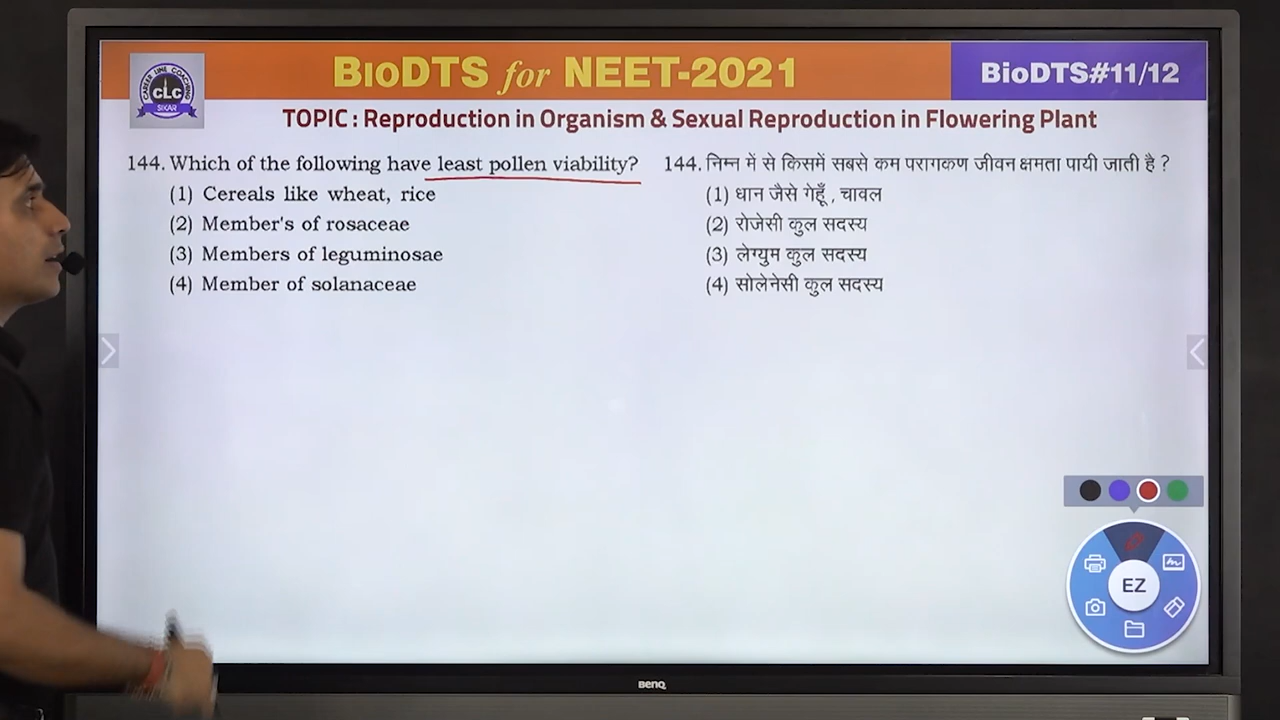 CAREER LINE COACHING
CLC
SIKAR
BIODTS for NEET-2021
BioDTS#11/12
TOPIC : Reproduction in Organism & Sexual Reproduction in Flowering Plant
144. Which of the following have least pollen viability?
(1) Cereals like wheat, rice
(2) Member's of rosaceae
(3) Members of leguminosae
(4) Member of solanaceae
144. निम्न में से किसमें सबसे कम परागकण जीवन क्षमता पायी जाती है ?
(1) धान जैसे गेहूँ , चावल
(2) रोजेसी कुल सदस्य
(3) लेग्युम कुल सदस्य
(4) सोलेनेसी कुल सदस्य
EZ
BenQ